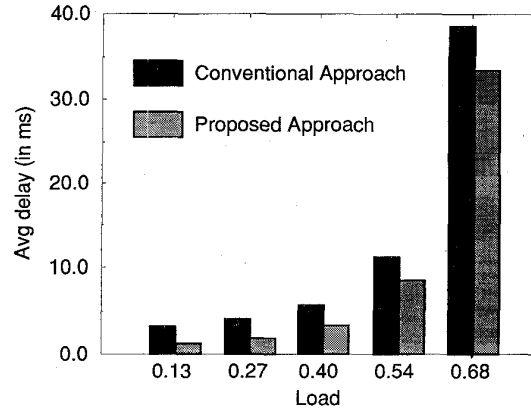 40.0
30.0
20.0
10.0
0.0
Avg delay (in ms)
Conventional Approach
Proposed Approach
0.13 0.27 0.40 0.54 0.68
Load